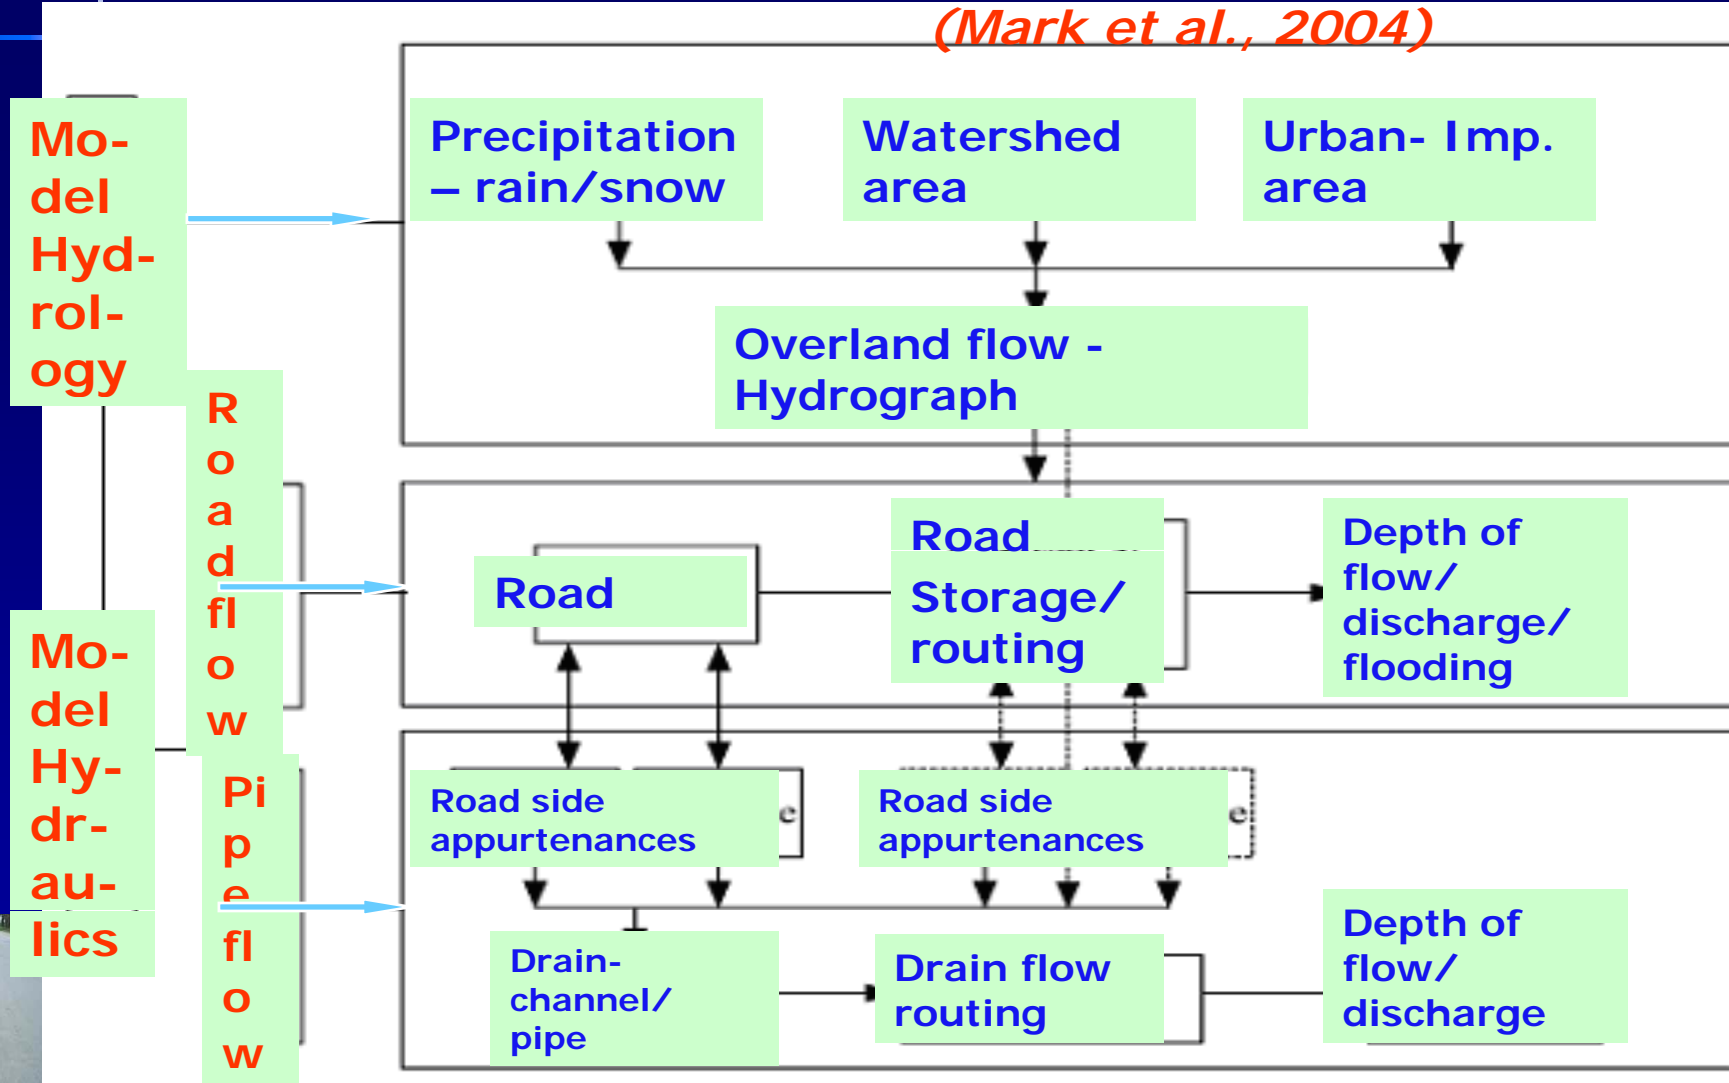 (Mark et al., 2004)
Mo-
del
Hyd-
rol-
ogy
Precipitation
– rain/snow
Watershed
area
Urban- Imp.
area
Overland flow -
Hydrograph
R
o
a
d
fl
o
w
Road
Road
Storage/
routing
Depth of
flow/
discharge/
flooding
Mo-
del
Hy-
dr-
au-
lics
Pi
p
e
fl
o
w
Road side
appurtenances
e
Road side
appurtenances
e
Drain-
channel/
pipe
Drain flow
routing
Depth of
flow/
discharge